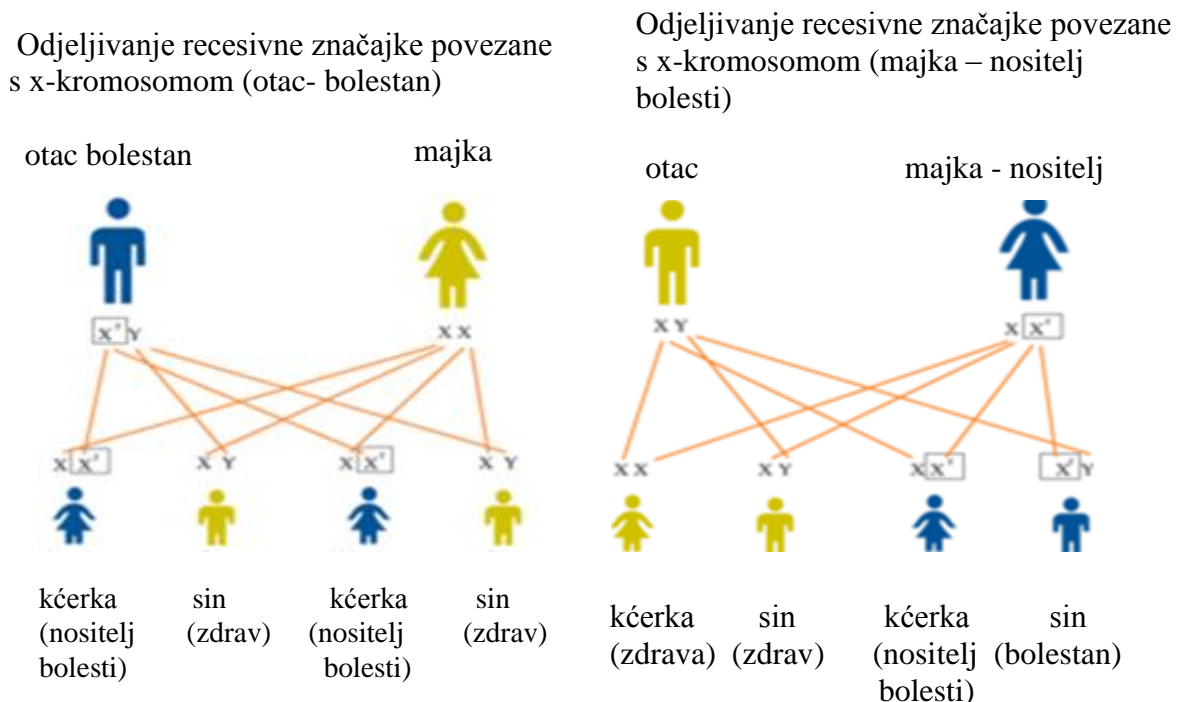 Odjeljivanje recesivne značajke povezane
s x-kromosomom (otac- bolestan)
otac bolestan
majka
X' Y
X X
X X'
X Y
X X'
X Y
kćerka
(nositelj
bolesti)
sin
(zdrav)
kćerka
(nositelj
bolesti)
sin
(zdrav)
Odjeljivanje recesivne značajke povezane
s x-kromosomom (majka – nositelj
bolesti)
otac
majka - nositelj
X Y
X X'
X X
X Y
X X'
X' Y
kćerka
(zdrava)
sin
(zdrav)
kćerka
(nositelj
bolesti)
sin
(bolestan)